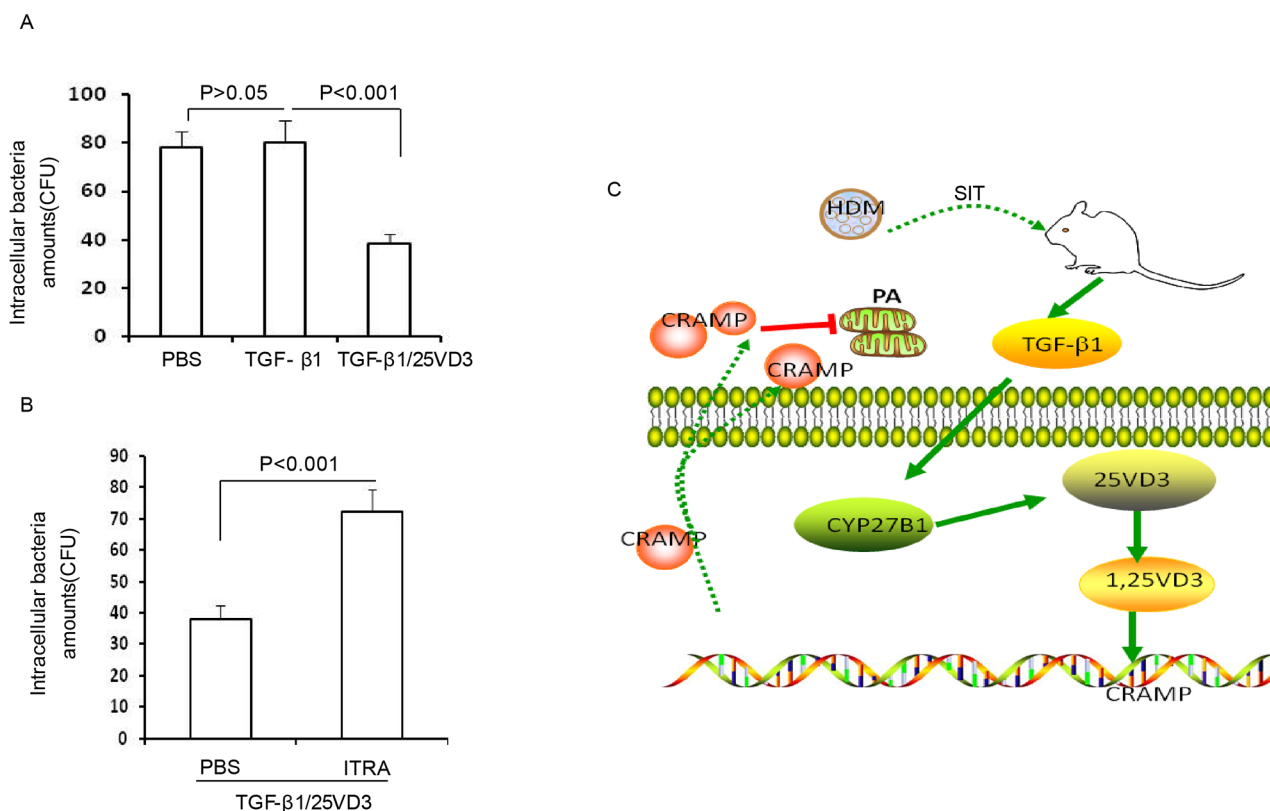 A
P>0.05
P<0.001
Intracellular bacteria
amounts(CFU)
100
80
60
40
20
0
PBS
TGF- β1
TGF-β1/25VD3
B
P<0.001
Intracellular bacteria
amounts(CFU)
90
80
70
60
50
40
30
20
10
0
PBS
ITRA
TGF-β1/25VD3
C
HDM
SIT
CRAMP
PA
CRAMP
TGF-β1
25VD3
CYP27B1
CRAMP
1,25VD3
CRAMP